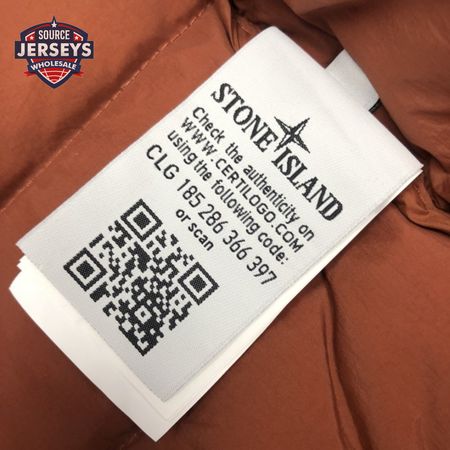 SOURCE
JERSEYS
WHOLESALE
STONE ISLAND
Check the authenticity on
WWW.CERTILOGO.COM
using the following code:
CLG 185 286 366 397
or scan